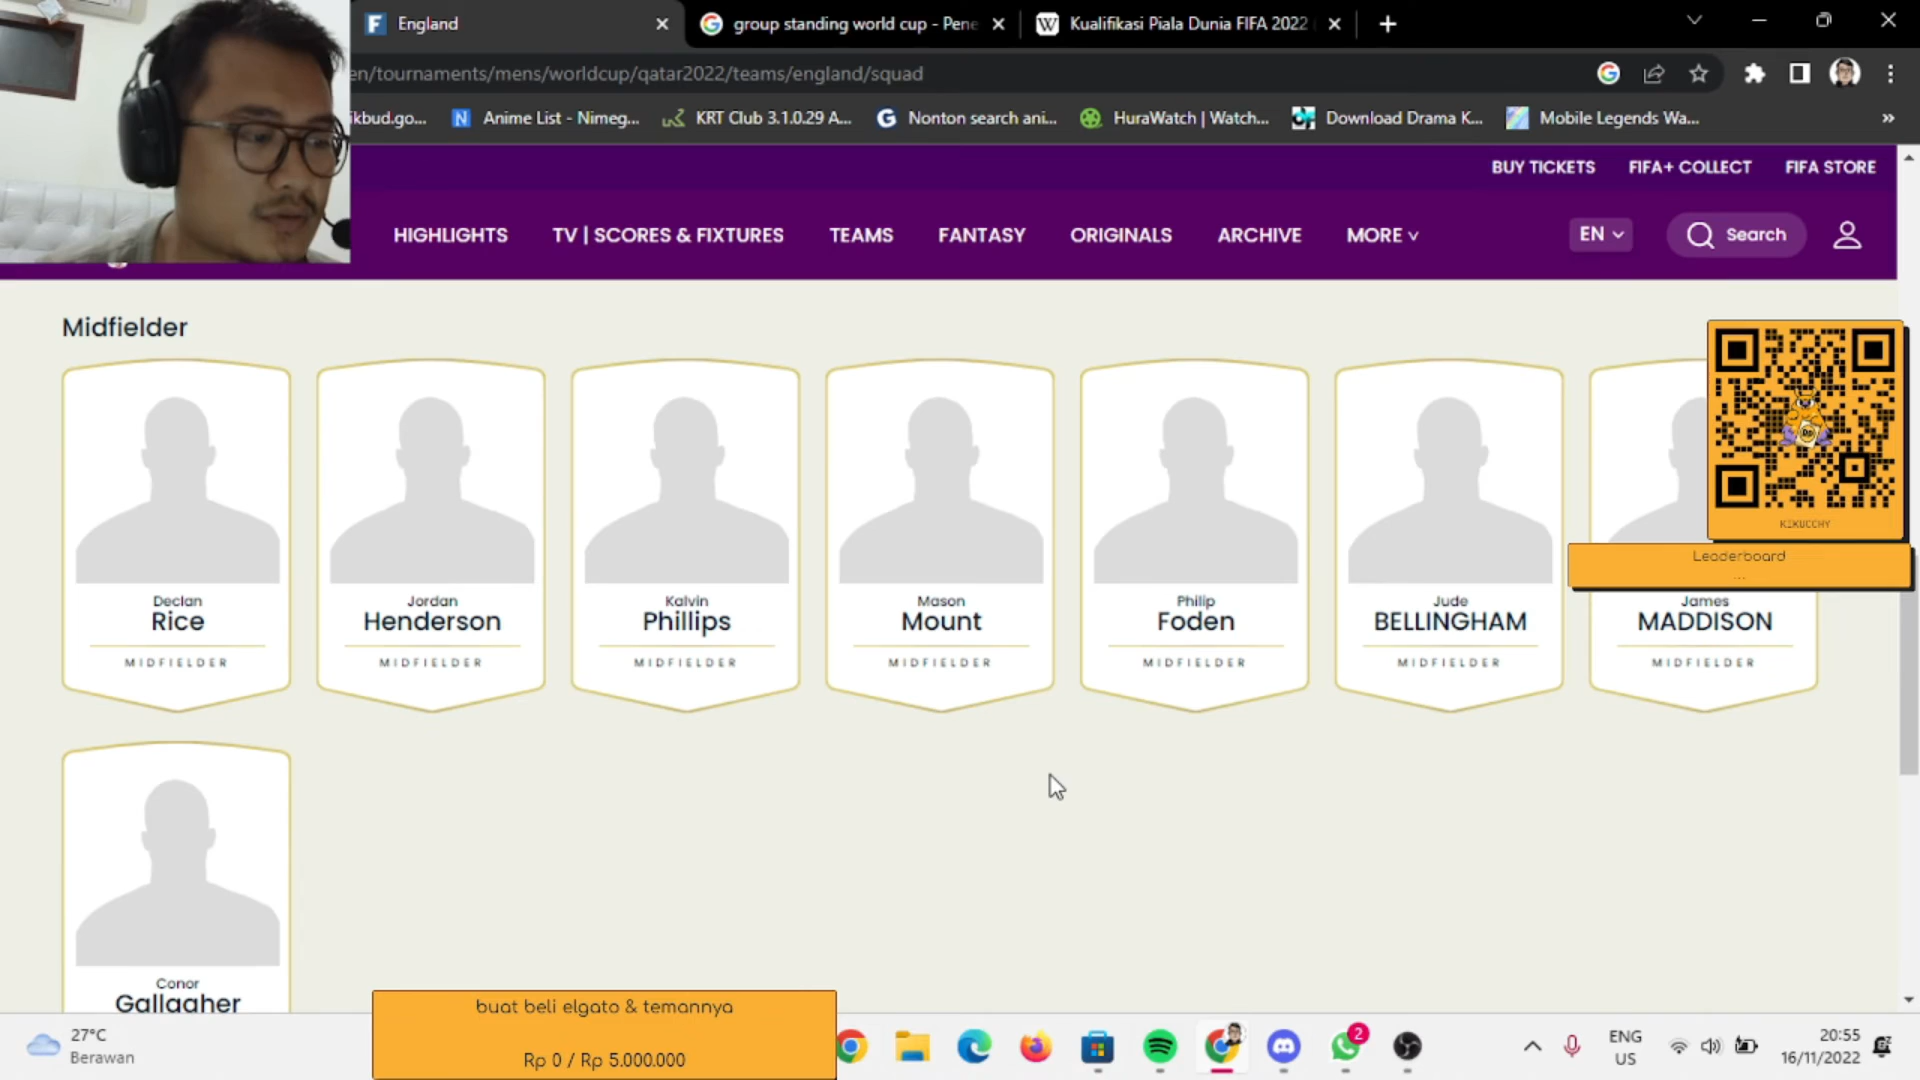 England
group standing world cup - Pene
Kualifikasi Piala Dunia FIFA 2022
en/tournaments/mens/worldcup/qatar2022/teams/england/squad
ikbud.go...
Anime List - Nimeg...
KRT Club 3.1.0.29 A...
Nonton search ani...
HuraWatch | Watch...
Download Drama K...
Mobile Legends Wa...
BUY TICKETS
FIFA+ COLLECT
FIFA STORE
HIGHLIGHTS
TV | SCORES & FIXTURES
TEAMS
FANTASY
ORIGINALS
ARCHIVE
MORE
EN
Search
Midfielder
KIKUCCHY
Leaderboard
...
Declan
Rice
MIDFIELDER
Jordan
Henderson
MIDFIELDER
Kalvin
Phillips
MIDFIELDER
Mason
Mount
MIDFIELDER
Philip
Foden
MIDFIELDER
Jude
BELLINGHAM
MIDFIELDER
James
MADDISON
MIDFIELDER
Conor
Gallagher
buat beli elgato & temannya
Rp 0 / Rp 5.000.000
27°C
Berawan
2
ENG
US
20:55
16/11/2022